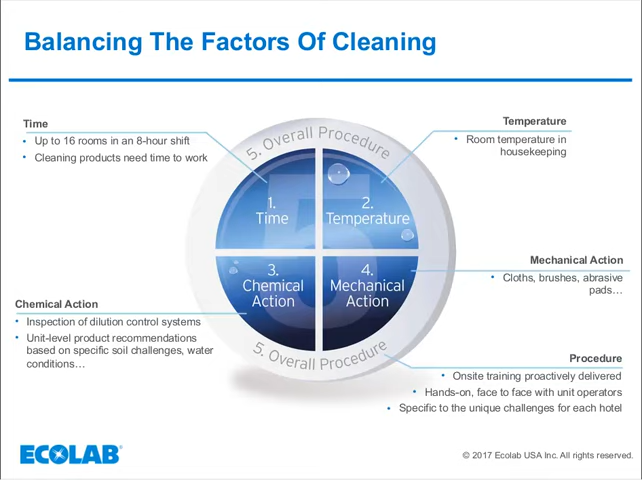 Balancing The Factors Of Cleaning
Time
• Up to 16 rooms in an 8-hour shift
• Cleaning products need time to work
Temperature
• Room temperature in
housekeeping
5. Overall Procedure
1.
Time
2.
Temperature
3.
Chemical
Action
4.
Mechanical
Action
5. Overall Procedure
5
Mechanical Action
• Cloths, brushes, abrasive
pads…
Chemical Action
• Inspection of dilution control systems
• Unit-level product recommendations
based on specific soil challenges, water
conditions…
Procedure
• Onsite training proactively delivered
• Hands-on, face to face with unit operators
• Specific to the unique challenges for each hotel
ECOLAB®
© 2017 Ecolab USA Inc. All rights reserved.